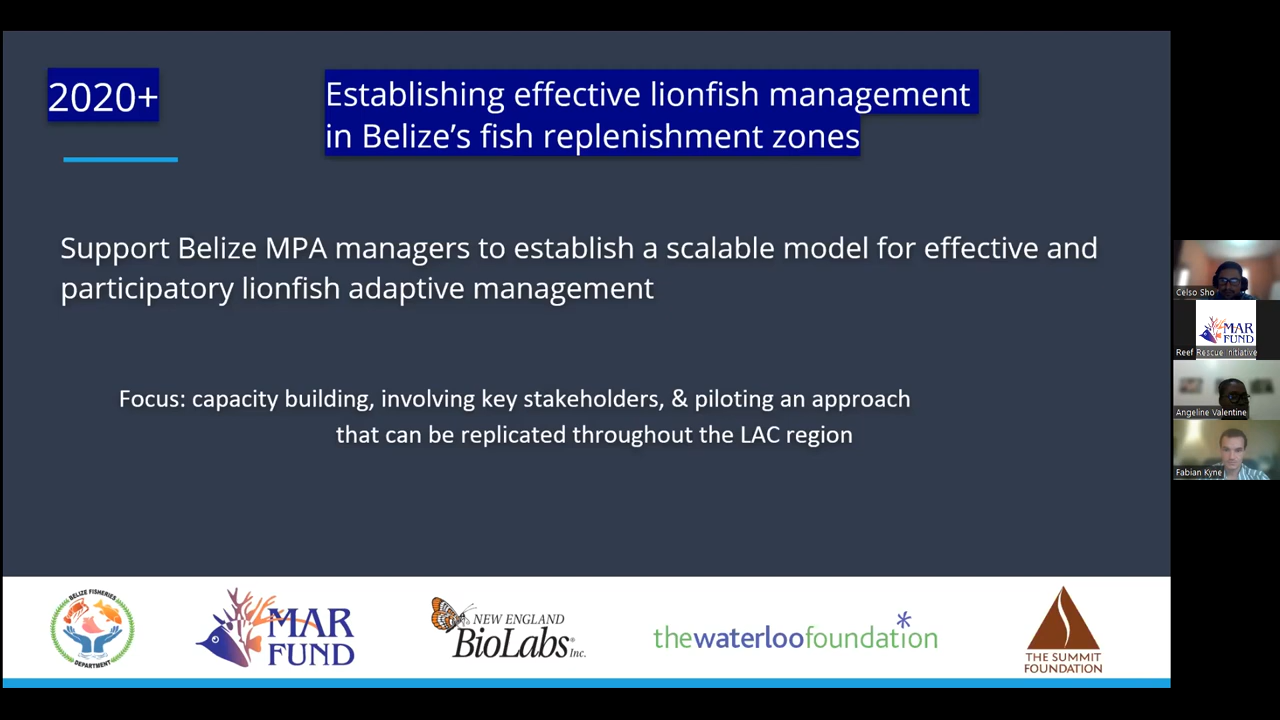 2020+
Establishing effective lionfish management
in Belize’s fish replenishment zones
Support Belize MPA managers to establish a scalable model for effective and
participatory lionfish adaptive management
Focus: capacity building, involving key stakeholders, & piloting an approach
that can be replicated throughout the LAC region
BELIZE FISHERIES
DEPARTMENT
MAR
FUND
NEW ENGLAND
BioLabs® Inc.
thewaterloofoundation
THE SUMMIT
FOUNDATION
Celso Sho
MAR
FUND
Reef Rescue Initiative
Angeline Valentine
Fabian Kyne